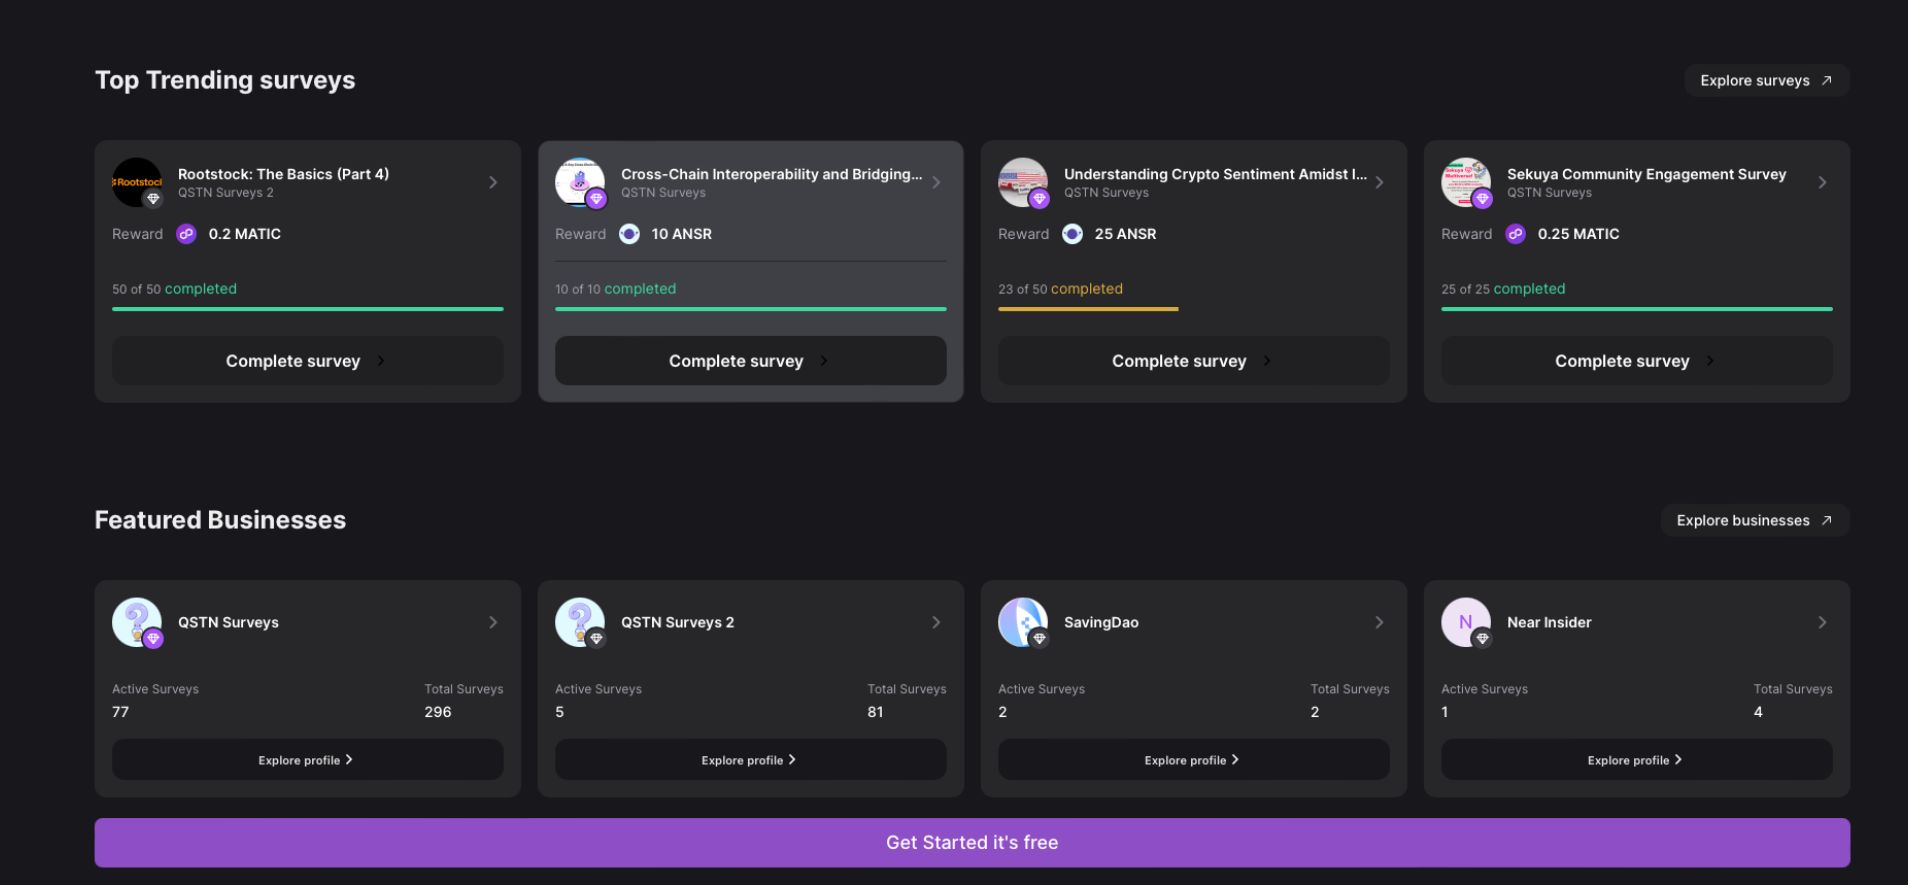 Top Trending surveys
Explore surveys
Rootstock
Rootstock: The Basics (Part 4)
QSTN Surveys 2
Reward 0.2 MATIC
50 of 50 completed
Complete survey
Cross-Chain Interoperability and Bridging...
QSTN Surveys
Reward 10 ANSR
10 of 10 completed
Complete survey
Understanding Crypto Sentiment Amidst I...
QSTN Surveys
Reward 25 ANSR
23 of 50 completed
Complete survey
Sekuya Community Engagement Survey
QSTN Surveys
Reward 0.25 MATIC
25 of 25 completed
Complete survey
Featured Businesses
Explore businesses
QSTN Surveys
Active Surveys Total Surveys
77 296
Explore profile
QSTN Surveys 2
Active Surveys Total Surveys
5 81
Explore profile
SavingDao
Active Surveys Total Surveys
2 2
Explore profile
N
Near Insider
Active Surveys Total Surveys
1 4
Explore profile
Get Started it's free